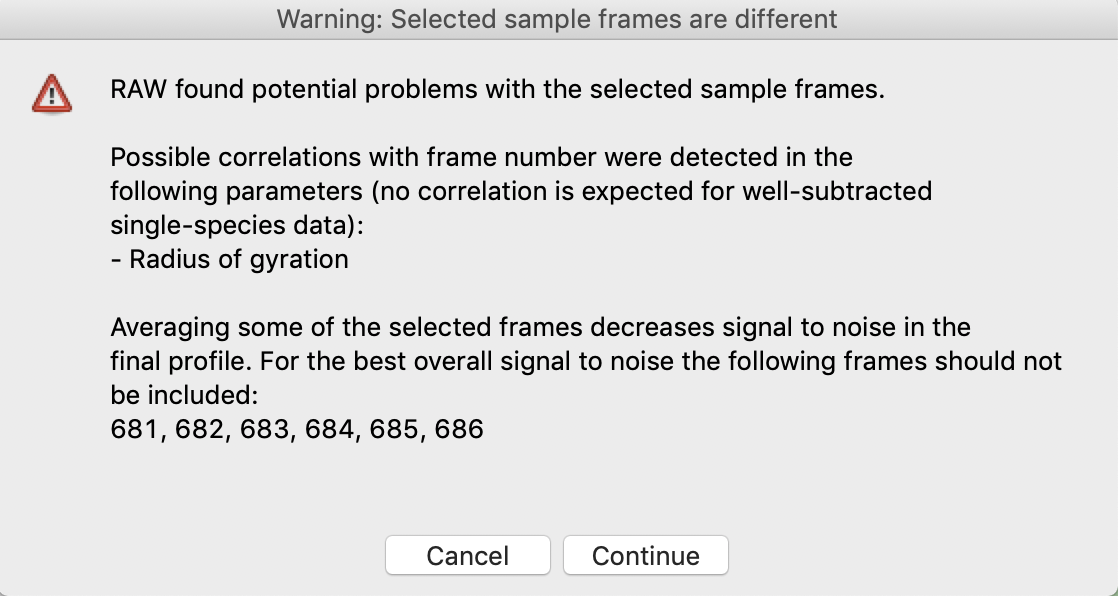 Warning: Selected sample frames are different
RAW found potential problems with the selected sample frames.
Possible correlations with frame number were detected in the
following parameters (no correlation is expected for well-subtracted
single-species data):
- Radius of gyration
Averaging some of the selected frames decreases signal to noise in the
final profile. For the best overall signal to noise the following frames should not
be included:
681, 682, 683, 684, 685, 686
Cancel
Continue